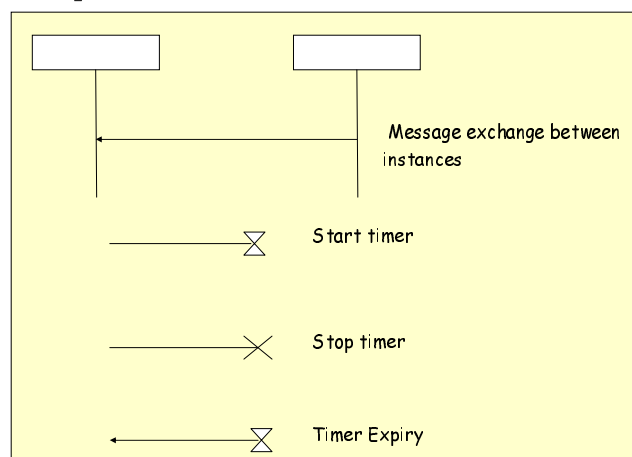 Message exchange between
instances
Start timer
Stop timer
Timer Expiry